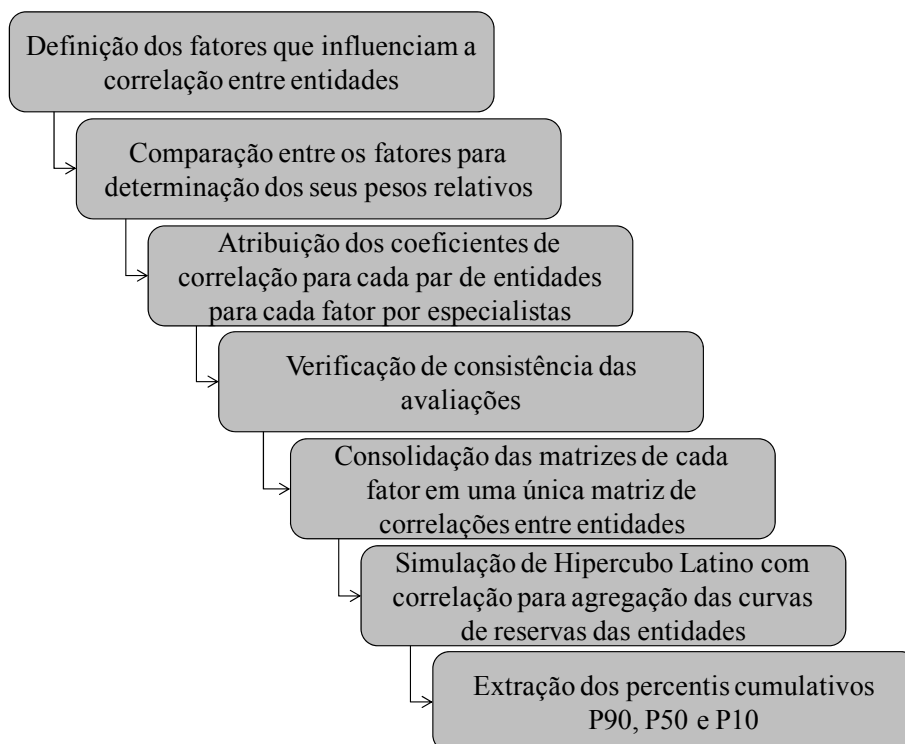 Definição dos fatores que influenciam a
correlação entre entidades
Comparação entre os fatores para
determinação dos seus pesos relativos
Atribuição dos coeficientes de
correlação para cada par de entidades
para cada fator por especialistas
Verificação de consistência das
avaliações
Consolidação das matrizes de cada
fator em uma única matriz de
correlações entre entidades
Simulação de Hipercubo Latino com
correlação para agregação das curvas
de reservas das entidades
Extração dos percentis cumulativos
P90, P50 e P10